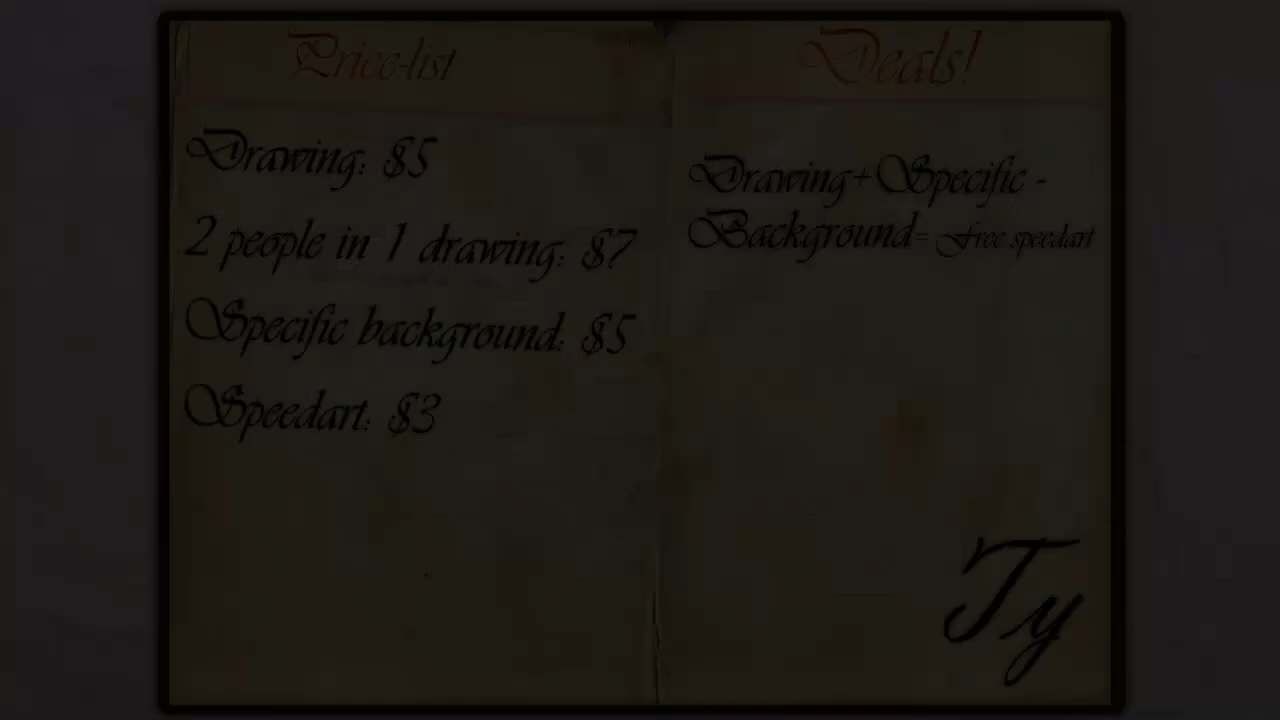 Price-list
Drawing: $5
2 people in 1 drawing: $7
Specific background: $5
Speedart: $3
Deals!
Drawing+Specific -
Background= Free speedart
Ty